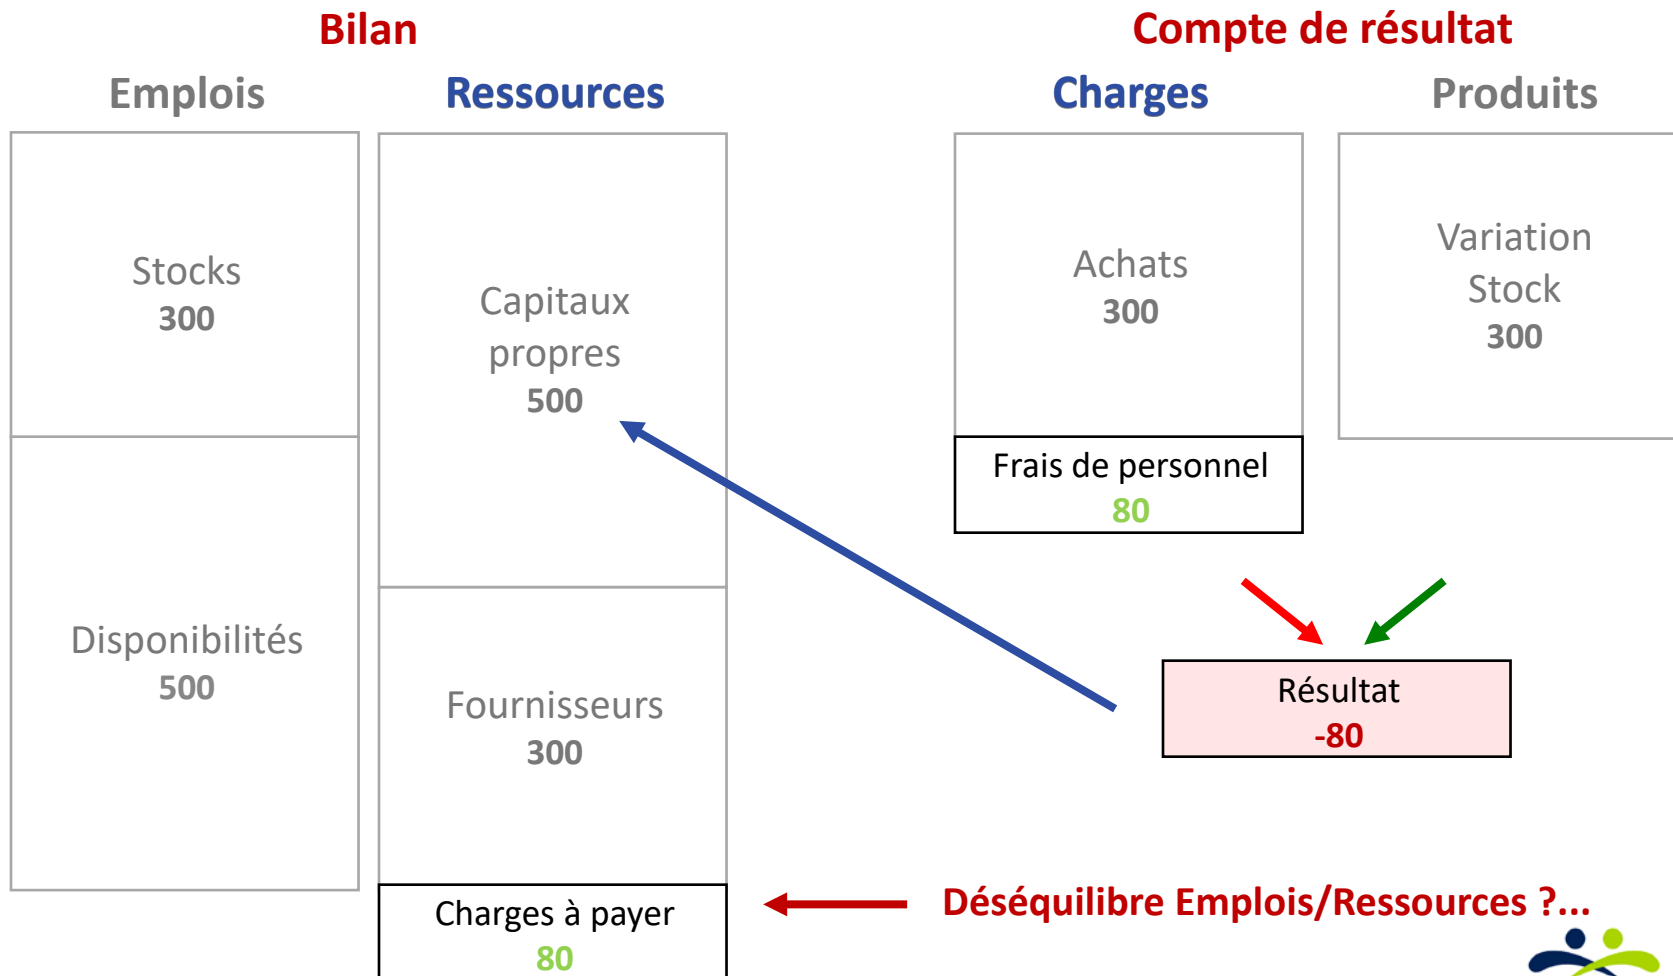 Bilan
Compte de résultat
Emplois
Ressources
Charges
Produits
Stocks
300
Disponibilités
500
Capitaux
propres
500
Fournisseurs
300
Charges à payer
80
Achats
300
Frais de personnel
80
Variation
Stock
300
Résultat
-80
Déséquilibre Emplois/Ressources ?...